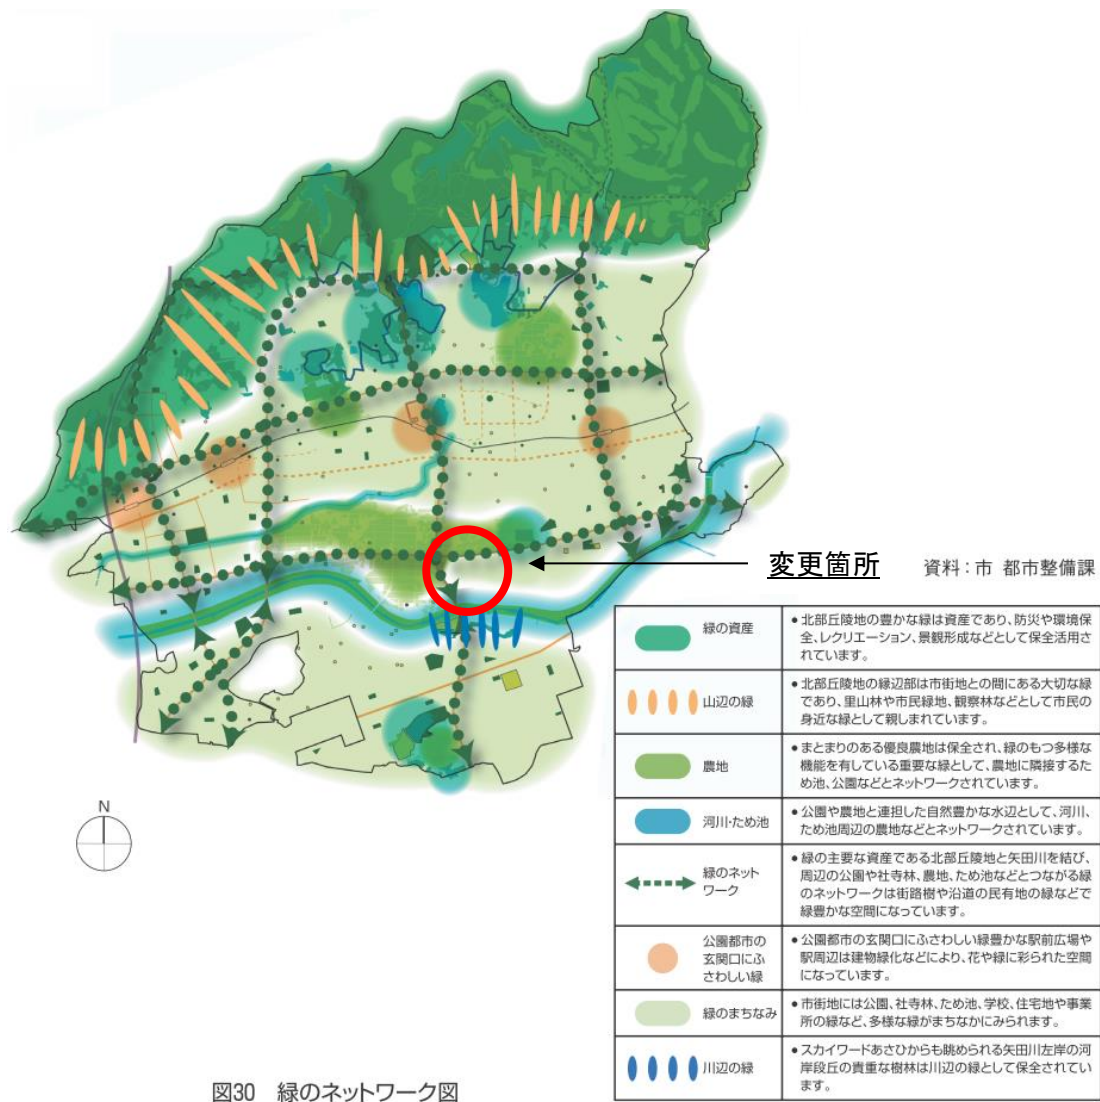 変更箇所
資料：市 都市整備課
緑の資産
●北部丘陵地の豊かな緑は資産であり、防災や環境保
全、レクリエーション、景観形成などとして保全活用さ
れています。
山辺の緑
●北部丘陵地の縁辺部は市街地との間にある大切な緑
であり、里山林や市民緑地、観察林などとして市民の
身近な緑として親しまれています。
農地
●まとまりのある優良農地は保全され、緑のもつ多様な
機能を有している重要な緑として、農地に隣接するた
め池、公園などとネットワークされています。
河川・ため池
●公園や農地と連担した自然豊かな水辺として、河川、
ため池周辺の農地などとネットワークされています。
緑のネット
ワーク
●緑の主要な資産である北部丘陵地と矢田川を結び、
周辺の公園や社寺林、農地、ため池などとつながる緑
のネットワークは街路樹や沿道の民有地の緑などで
緑豊かな空間になっています。
公園都市の
玄関口にふ
さわしい緑
●公園都市の玄関口にふさわしい緑豊かな駅前広場や
駅周辺は建物緑化などにより、花や緑に彩られた空間
になっています。
緑のまちなみ
●市街地には公園、社寺林、ため池、学校、住宅地や事業
所の緑など、多様な緑がまちなかにみられます。
川辺の緑
●スカイワードあさひからも眺められる矢田川左岸の河
岸段丘の貴重な樹林は川辺の緑として保全されてい
ます。
N
図30 緑のネットワーク図